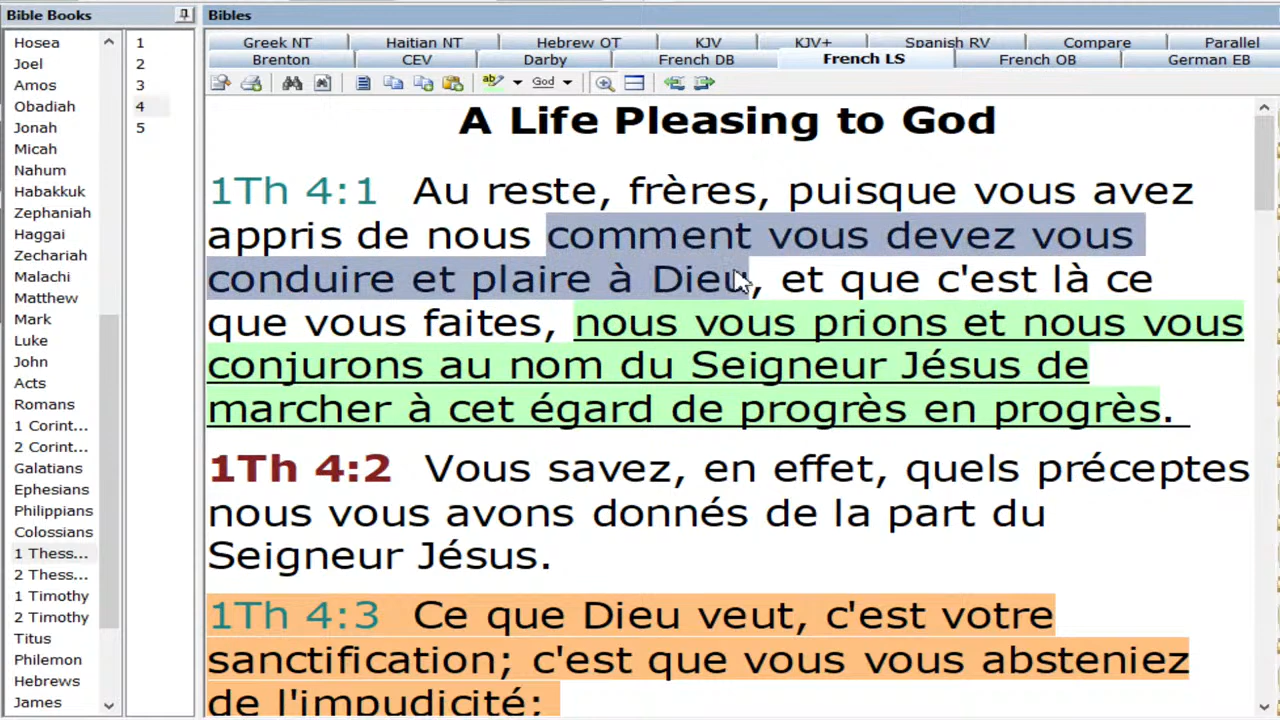 Bible Books
Bibles
Hosea
Joel
Amos
Obadiah
Jonah
Micah
Nahum
Habakkuk
Zephaniah
Haggai
Zechariah
Malachi
Matthew
Mark
Luke
John
Acts
Romans
1 Corint...
2 Corint...
Galatians
Ephesians
Philippians
Colossians
1 Thess...
2 Thess...
1 Timothy
2 Timothy
Titus
Philemon
Hebrews
James
1
2
3
4
5
Greek NT
Haitian NT
Hebrew OT
KJV
KJV+
Spanish RV
Compare
Parallel
Brenton
CEV
Darby
French DB
French LS
French OB
German EB
ab
God
A Life Pleasing to God
1Th 4:1 Au reste, frères, puisque vous avez
appris de nous comment vous devez vous
conduire et plaire à Dieu, et que c'est là ce
que vous faites, nous vous prions et nous vous
conjurons au nom du Seigneur Jésus de
marcher à cet égard de progrès en progrès.
1Th 4:2 Vous savez, en effet, quels préceptes
nous vous avons donnés de la part du
Seigneur Jésus.
1Th 4:3 Ce que Dieu veut, c'est votre
sanctification; c'est que vous vous absteniez
de l'impudicité;